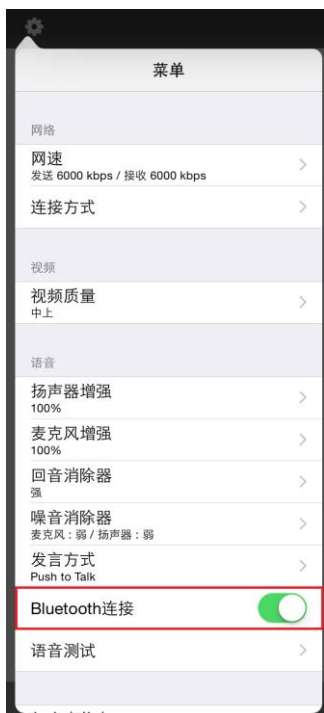 菜单
网络
网速
发送 6000 kbps / 接收 6000 kbps
连接方式
视频
视频质量
中上
语音
扬声器增强
100%
麦克风增强
100%
回音消除器
强
噪音消除器
麦克风：弱 / 扬声器：弱
发言方式
Push to Talk
Bluetooth连接
语音测试